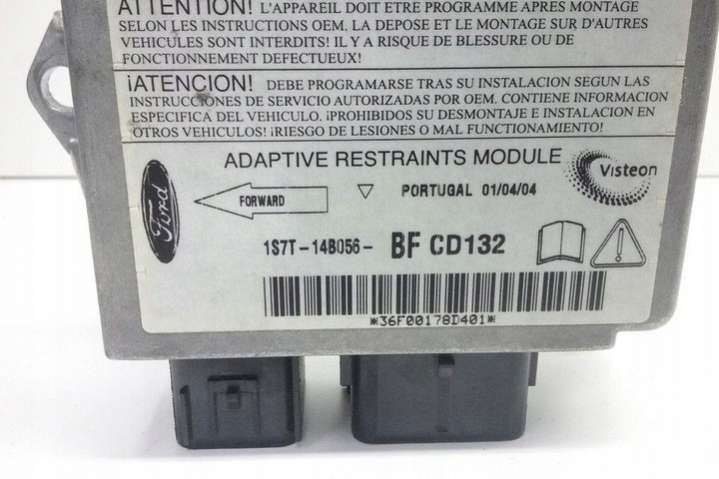 ATTENTION! L'APPAREIL DOIT ETRE PROGRAMME APRES MONTAGE
SELON LES INSTRUCTIONS OEM. LA DEPOSE ET LE MONTAGE SUR D'AUTRES
VEHICULES SONT INTERDITS! IL Y A RISQUE DE BLESSURE OU DE
FONCTIONNEMENT DEFECTUEUX!
¡ATENCION! DEBE PROGRAMARSE TRAS SU INSTALACION SEGUN LAS
INSTRUCCIONES DE SERVICIO AUTORIZADAS POR OEM. CONTIENE INFORMACION
ESPECIFICA DEL VEHICULO. ¡PROHIBIDOS SU DESMONTAJE E INSTALACION EN
OTROS VEHICULOS! ¡RIESGO DE LESIONES O MAL FUNCIONAMIENTO!
ADAPTIVE RESTRAINTS MODULE
Visteon
Ford
FORWARD
PORTUGAL 01/04/04
1S7T-14B056- BF CD132
*36F00178D401*